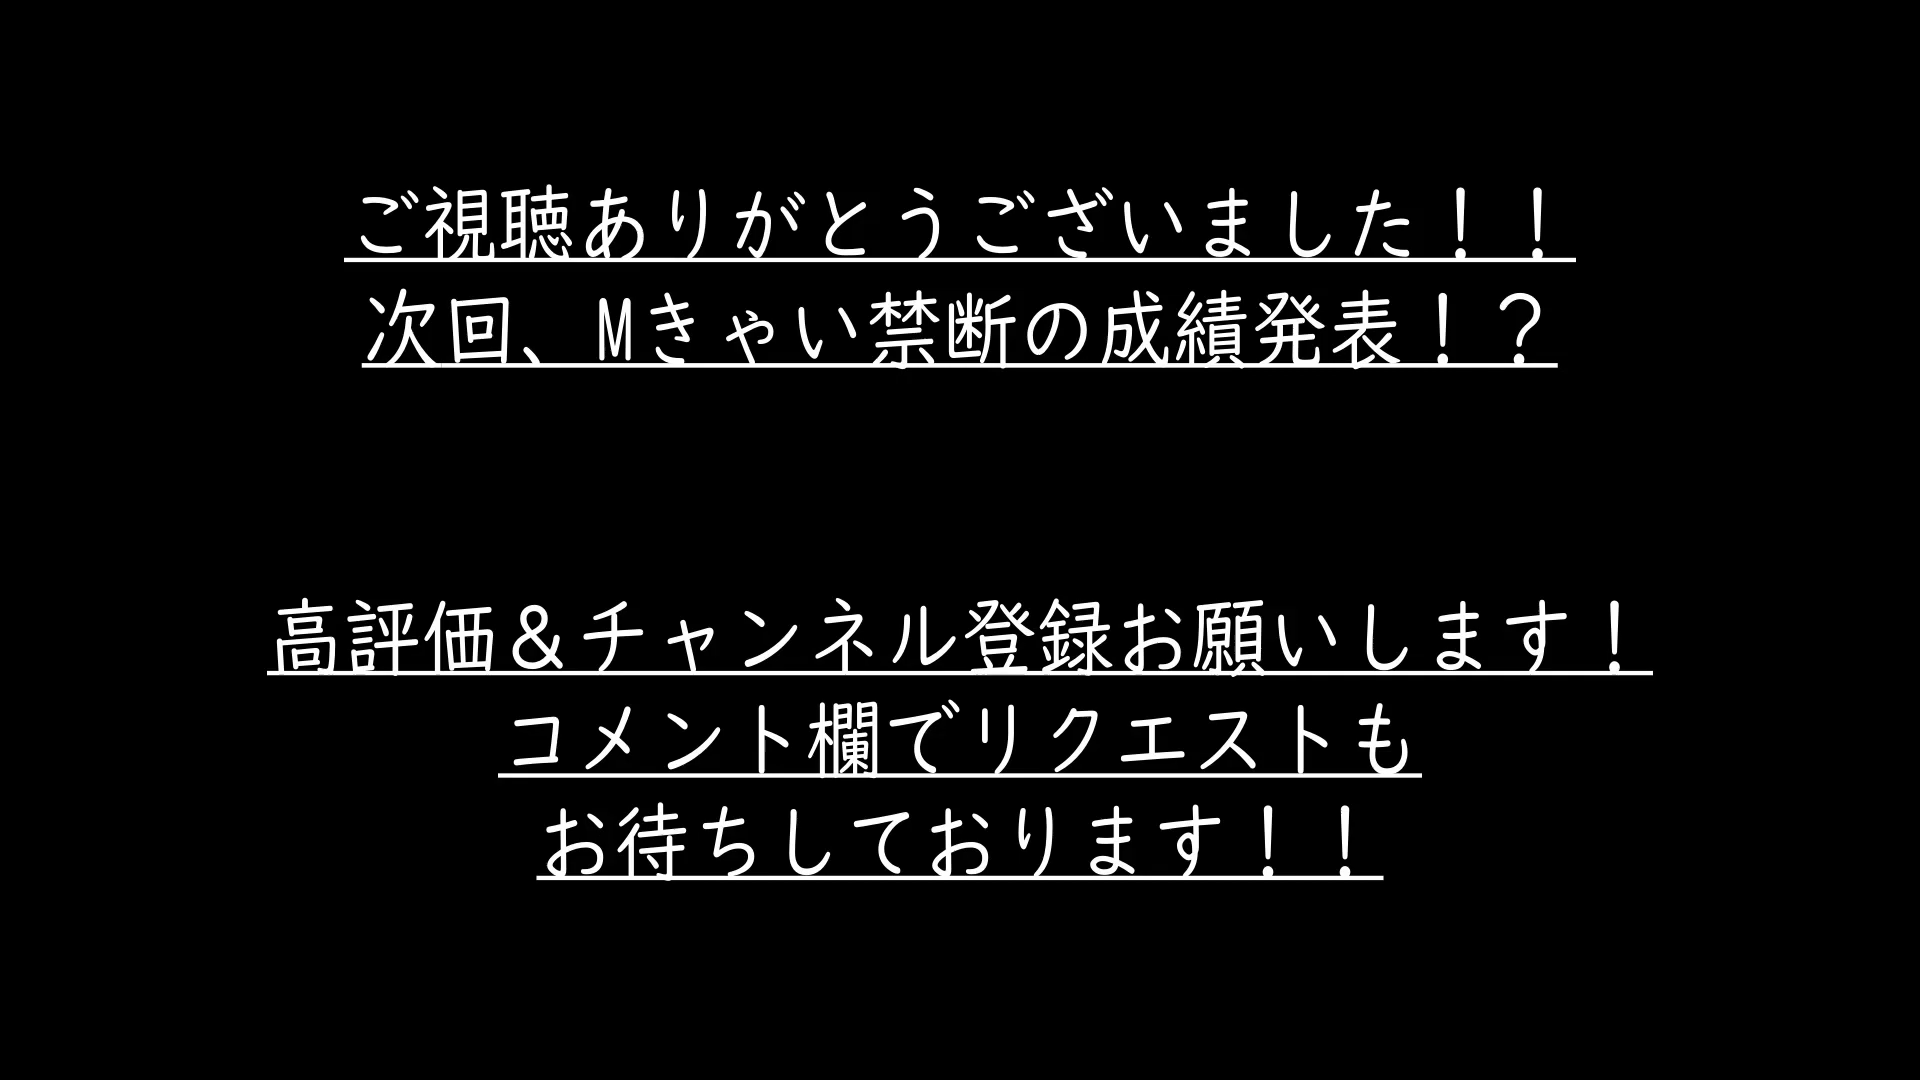 ご視聴ありがとうございました！！
次回、Mきゃい禁断の成績発表！？
高評価＆チャンネル登録お願いします！
コメント欄でリクエストも
お待ちしております！！